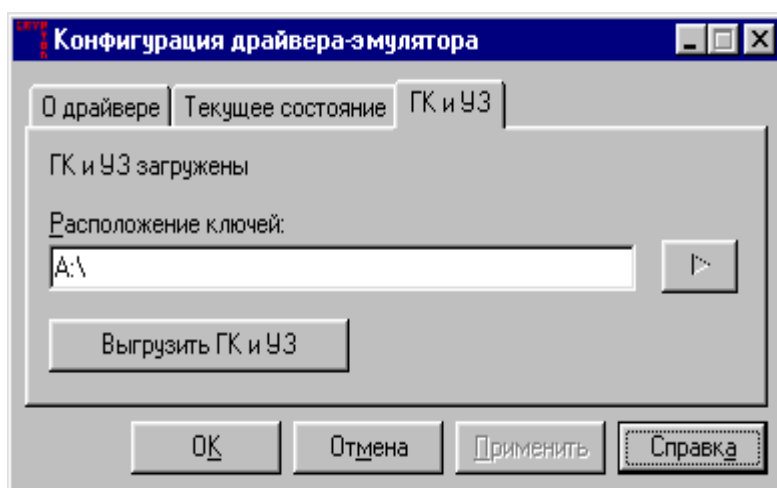 Конфигурация драйвера-эмулятора
О драйвере Текущее состояние ГК и УЗ
ГК и УЗ загружены
Расположение ключей:
A:\
Выгрузить ГК и УЗ
OK Отмена Применить Справка